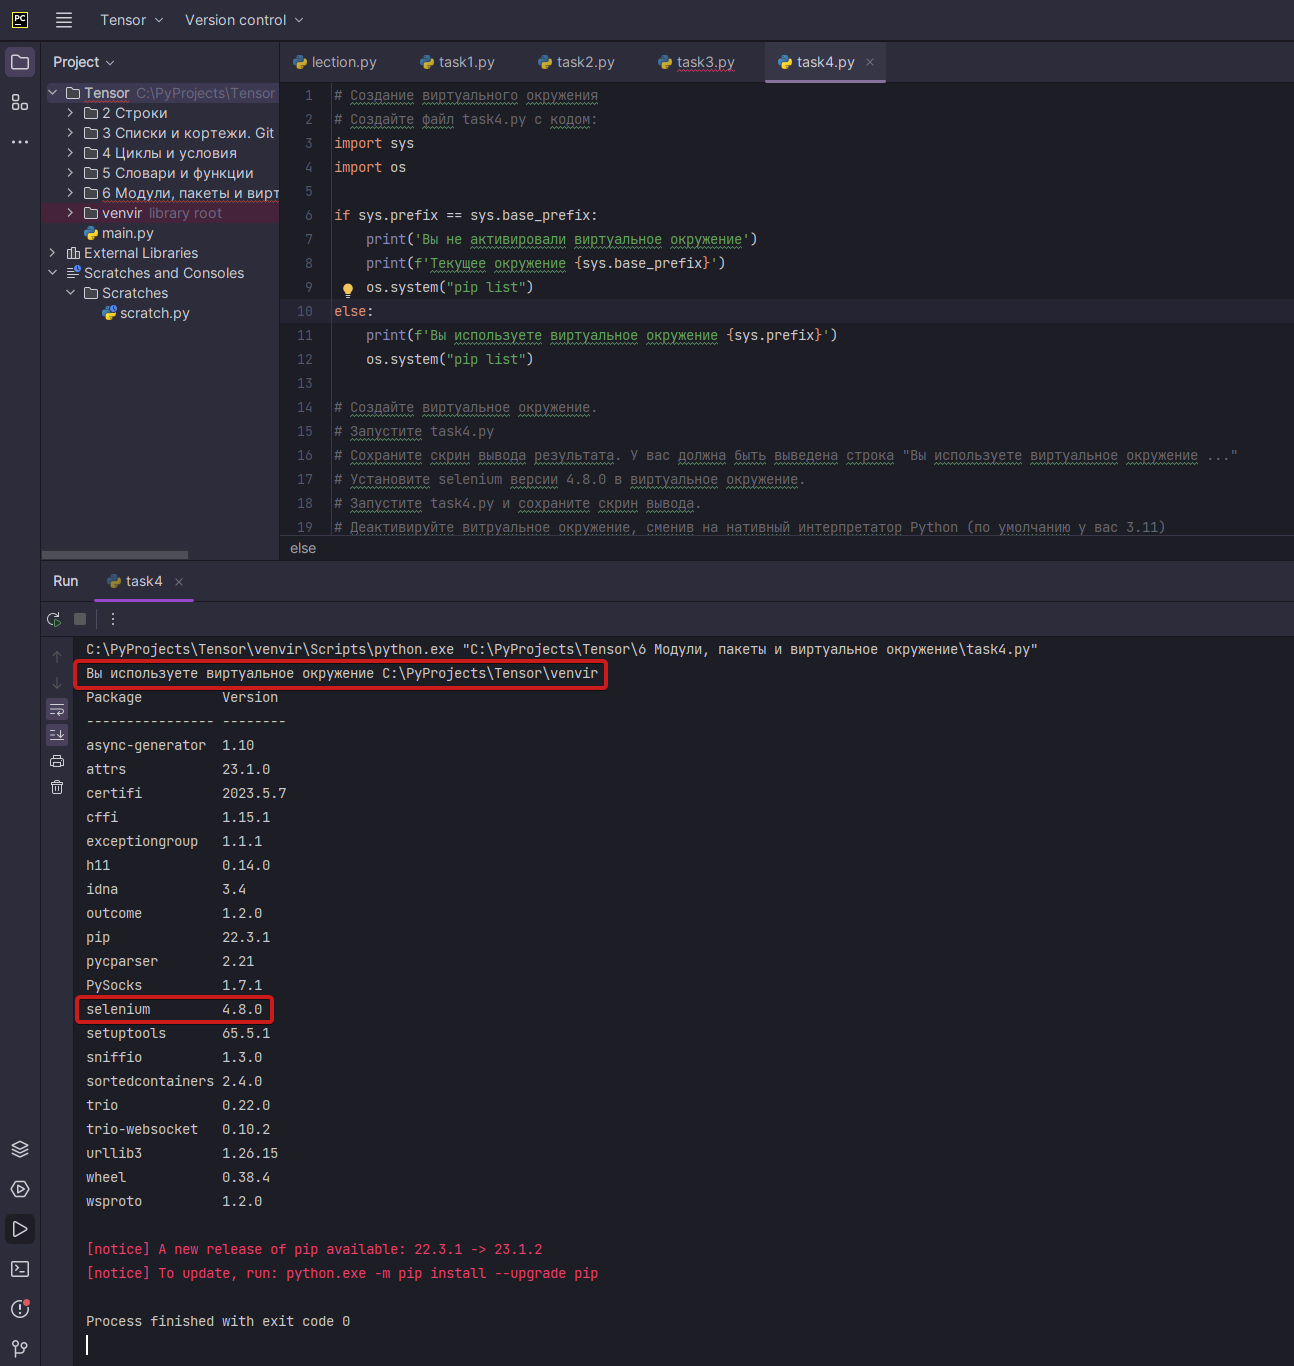 PC Tensor Version control
Project
lection.py task1.py task2.py task3.py task4.py
Tensor C:\PyProjects\Tensor
2 Строки
3 Списки и кортежи. Git
4 Циклы и условия
5 Словари и функции
6 Модули, пакеты и вирт
venvir library root
main.py
External Libraries
Scratches and Consoles
Scratches
scratch.py
1 # Создание виртуального окружения
2 # Создайте файл task4.py с кодом:
3 import sys
4 import os
5
6 if sys.prefix == sys.base_prefix:
7 print('Вы не активировали виртуальное окружение')
8 print(f'Текущее окружение {sys.base_prefix}')
9 os.system("pip list")
10 else:
11 print(f'Вы используете виртуальное окружение {sys.prefix}')
12 os.system("pip list")
13
14 # Создайте виртуальное окружение.
15 # Запустите task4.py
16 # Сохраните скрин вывода результата. У вас должна быть выведена строка "Вы используете виртуальное окружение ..."
17 # Установите selenium версии 4.8.0 в виртуальное окружение.
18 # Запустите task4.py и сохраните скрин вывода.
19 # Деактивируйте витруальное окружение, сменив на нативный интерпретатор Python (по умолчанию у вас 3.11)
else
Run task4
C:\PyProjects\Tensor\venvir\Scripts\python.exe "C:\PyProjects\Tensor\6 Модули, пакеты и виртуальное окружение\task4.py"
Вы используете виртуальное окружение C:\PyProjects\Tensor\venvir
Package Version
---------------- --------
async-generator 1.10
attrs 23.1.0
certifi 2023.5.7
cffi 1.15.1
exceptiongroup 1.1.1
h11 0.14.0
idna 3.4
outcome 1.2.0
pip 22.3.1
pycparser 2.21
PySocks 1.7.1
selenium 4.8.0
setuptools 65.5.1
sniffio 1.3.0
sortedcontainers 2.4.0
trio 0.22.0
trio-websocket 0.10.2
urllib3 1.26.15
wheel 0.38.4
wsproto 1.2.0
[notice] A new release of pip available: 22.3.1 -> 23.1.2
[notice] To update, run: python.exe -m pip install --upgrade pip
Process finished with exit code 0